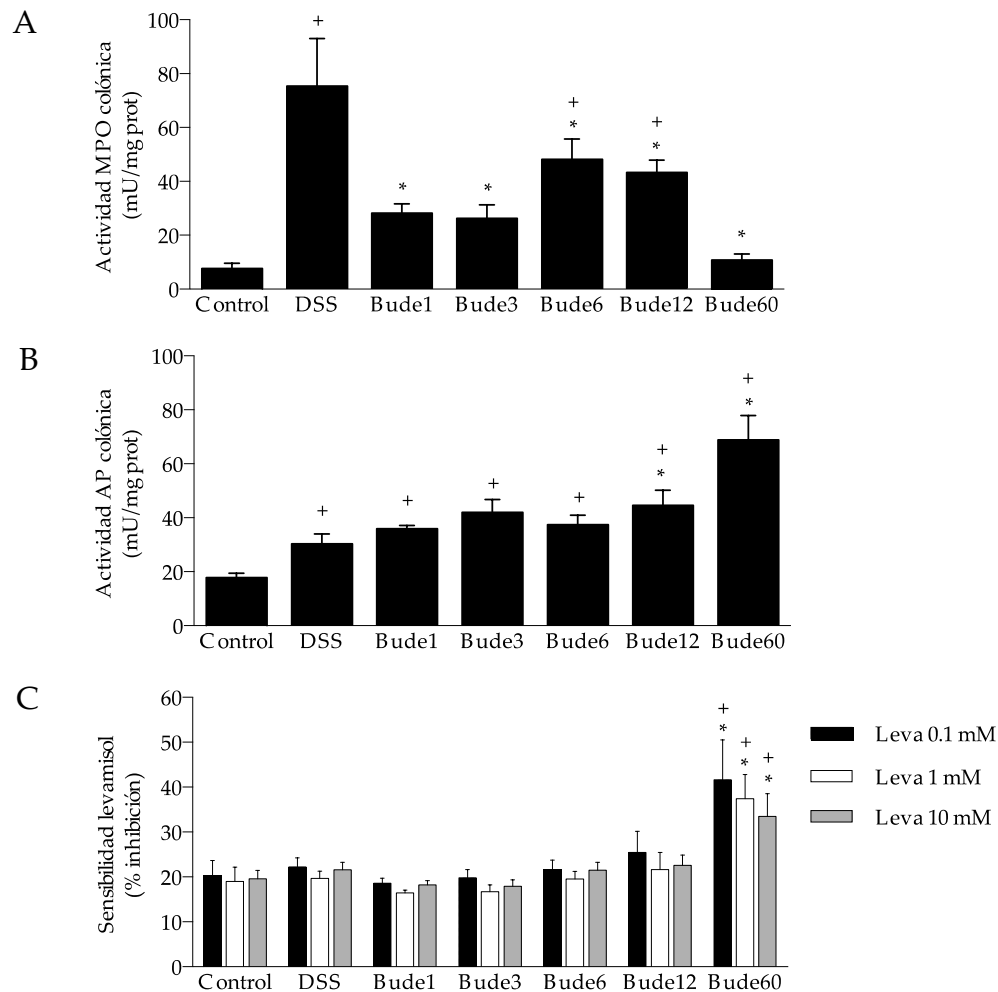 A
Actividad MPO colónica
(mU/mg prot)
100
80
60
40
20
0
+
*
*
+
*
+
*
*
Control DSS Bude1 Bude3 Bude6 Bude12 Bude60
B
Actividad AP colónica
(mU/mg prot)
100
80
60
40
20
0
+
+
+
+
+
*
+
*
Control DSS Bude1 Bude3 Bude6 Bude12 Bude60
C
Sensibilidad levamisol
(% inhibición)
60
50
40
30
20
10
0
+
*
+
*
+
*
Control DSS Bude1 Bude3 Bude6 Bude12 Bude60
Leva 0.1 mM
Leva 1 mM
Leva 10 mM